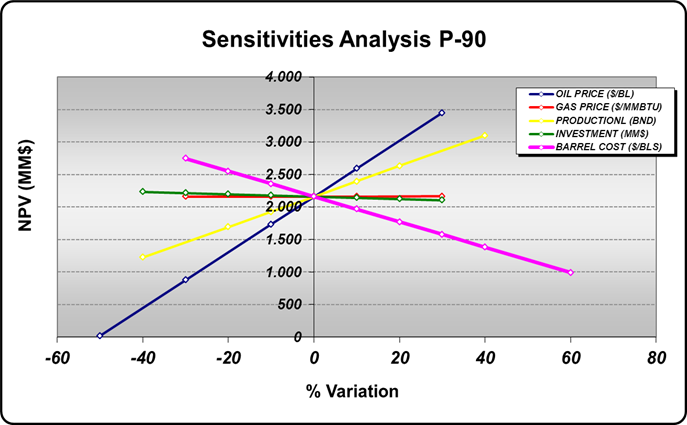 Sensitivities Analysis P-90
NPV (MM$)
4.000
3.500
3.000
2.500
2.000
1.500
1.000
500
0
-60 -40 -20 0 20 40 60 80
% Variation
OIL PRICE ($/BL)
GAS PRICE ($/MMBTU)
PRODUCTIONL (BND)
INVESTMENT (MM$)
BARREL COST ($/BLS)